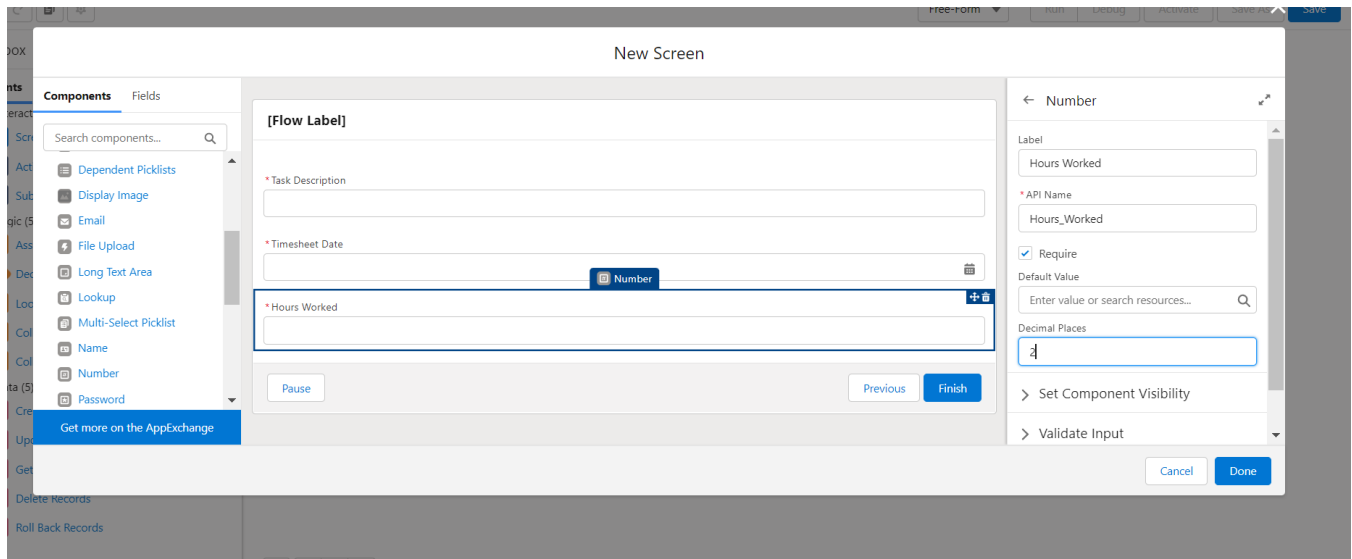 Free-Form
Run
Debug
Activate
Save As
Save
New Screen
Components
Fields
Search components...
Dependent Picklists
Display Image
Email
File Upload
Long Text Area
Lookup
Multi-Select Picklist
Name
Number
Password
Get more on the AppExchange
Delete Records
Roll Back Records
[Flow Label]
* Task Description
* Timesheet Date
Number
* Hours Worked
Pause
Previous
Finish
Number
Label
Hours Worked
* API Name
Hours_Worked
Require
Default Value
Enter value or search resources...
Decimal Places
2
Set Component Visibility
Validate Input
Cancel
Done